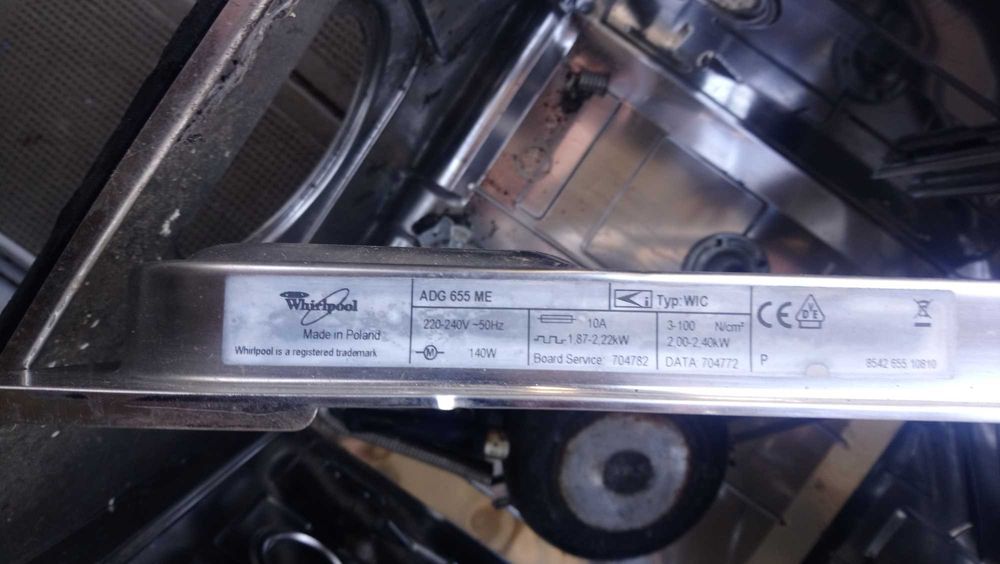 Whirlpool
Made in Poland
Whirlpool is a registered trademark
ADG 655 ME
220-240V ~50Hz
M 140W
10A
1,87-2,22kW
Board Service: 704782
i Typ: WIC
3-100 N/cm²
2,00-2,40kW
DATA 704772
CE VDE
P 8542 655 10810